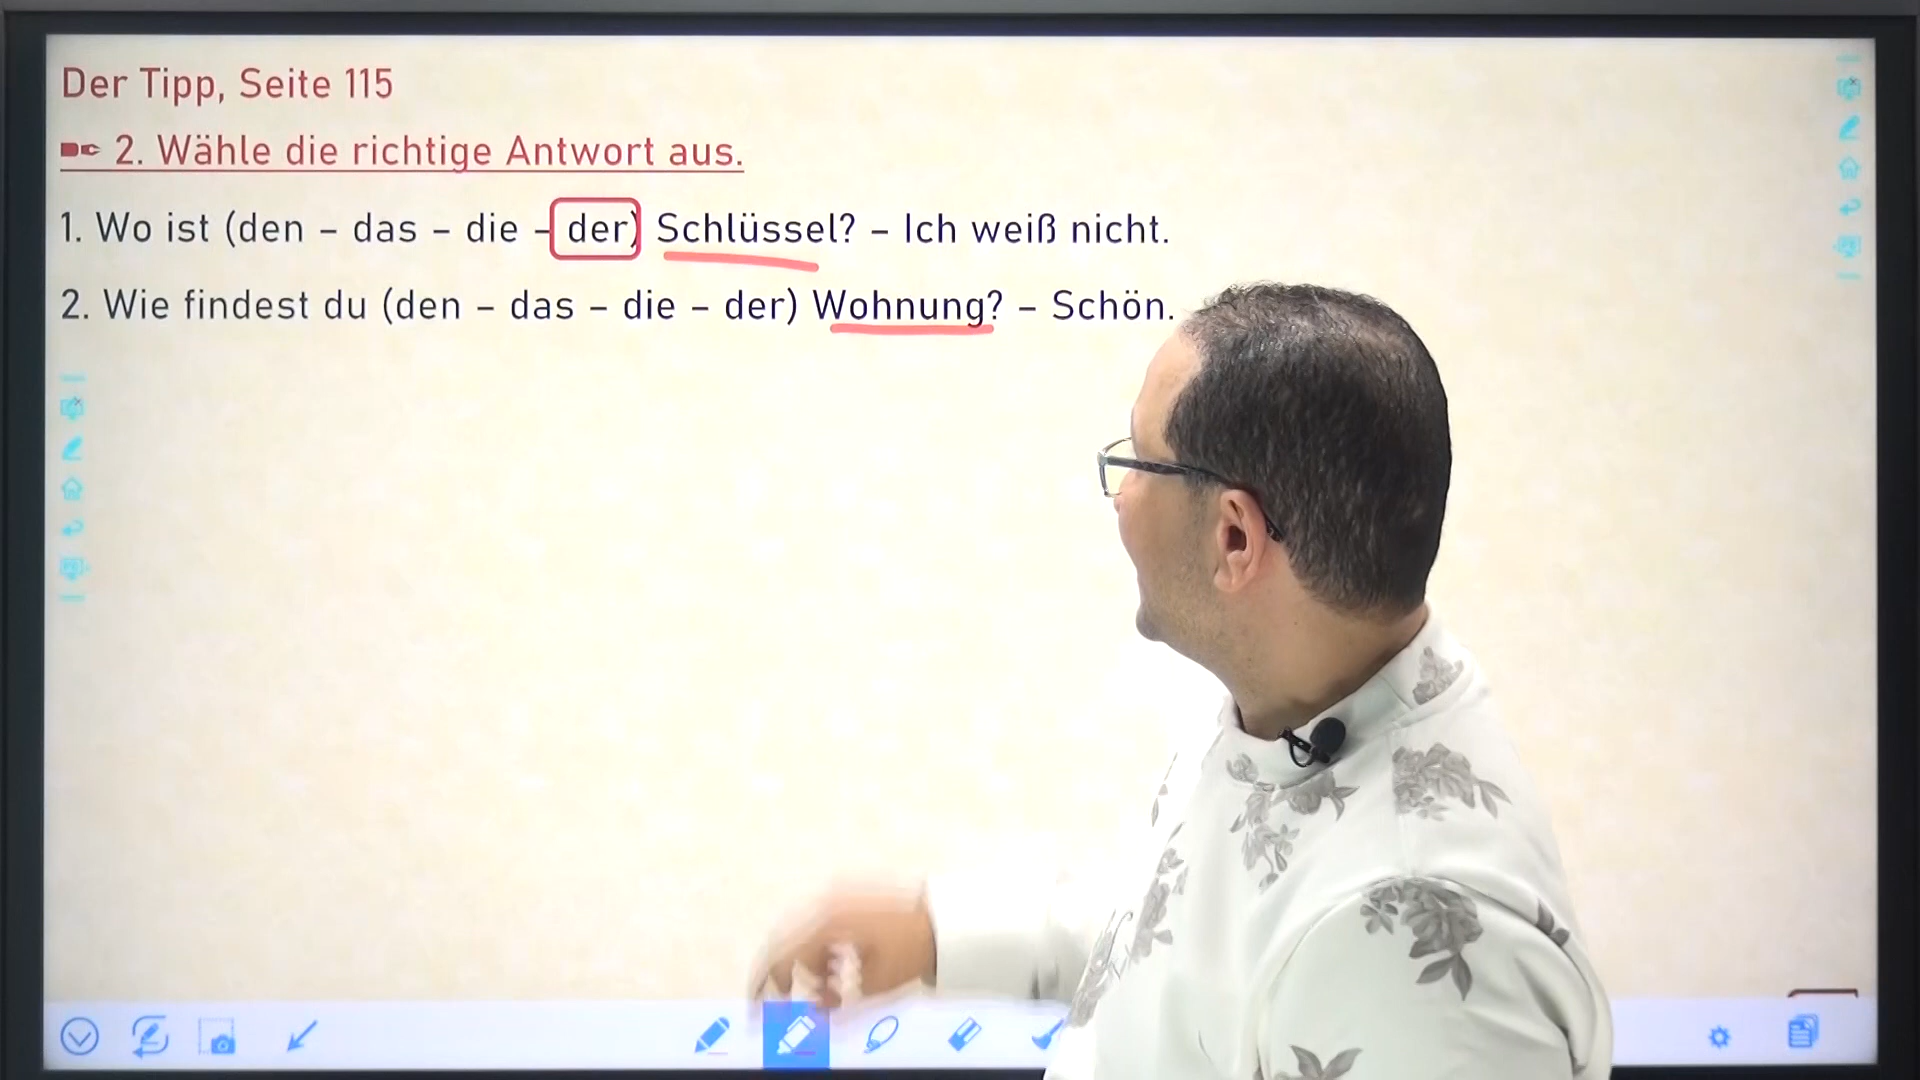 Der Tipp, Seite 115
2. Wähle die richtige Antwort aus.
1. Wo ist (den – das – die – der) Schlüssel? – Ich weiß nicht.
2. Wie findest du (den – das – die – der) Wohnung? – Schön.